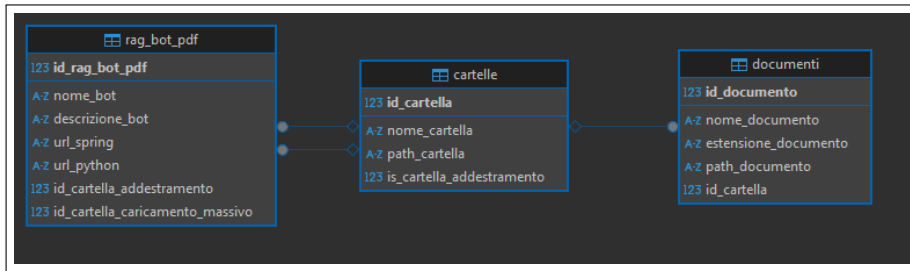 rag_bot_pdf
123 id_rag_bot_pdf
A-Z nome_bot
A-Z descrizione_bot
A-Z url_spring
A-Z url_python
123 id_cartella_addestramento
123 id_cartella_caricamento_massivo
cartelle
123 id_cartella
A-Z nome_cartella
A-Z path_cartella
123 is_cartella_addestramento
documenti
123 id_documento
A-Z nome_documento
A-Z estensione_documento
A-Z path_documento
123 id_cartella